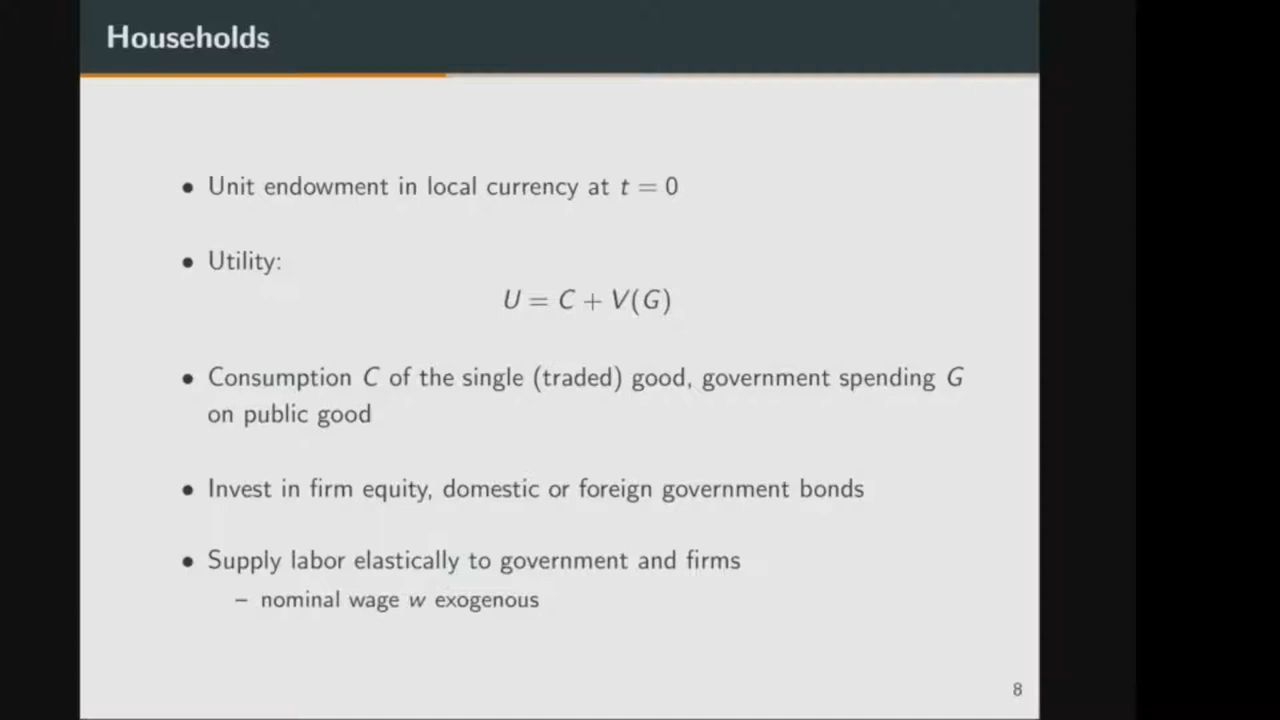 Households
• Unit endowment in local currency at t = 0
• Utility:
U = C + V(G)
• Consumption C of the single (traded) good, government spending G
on public good
• Invest in firm equity, domestic or foreign government bonds
• Supply labor elastically to government and firms
– nominal wage w exogenous
8